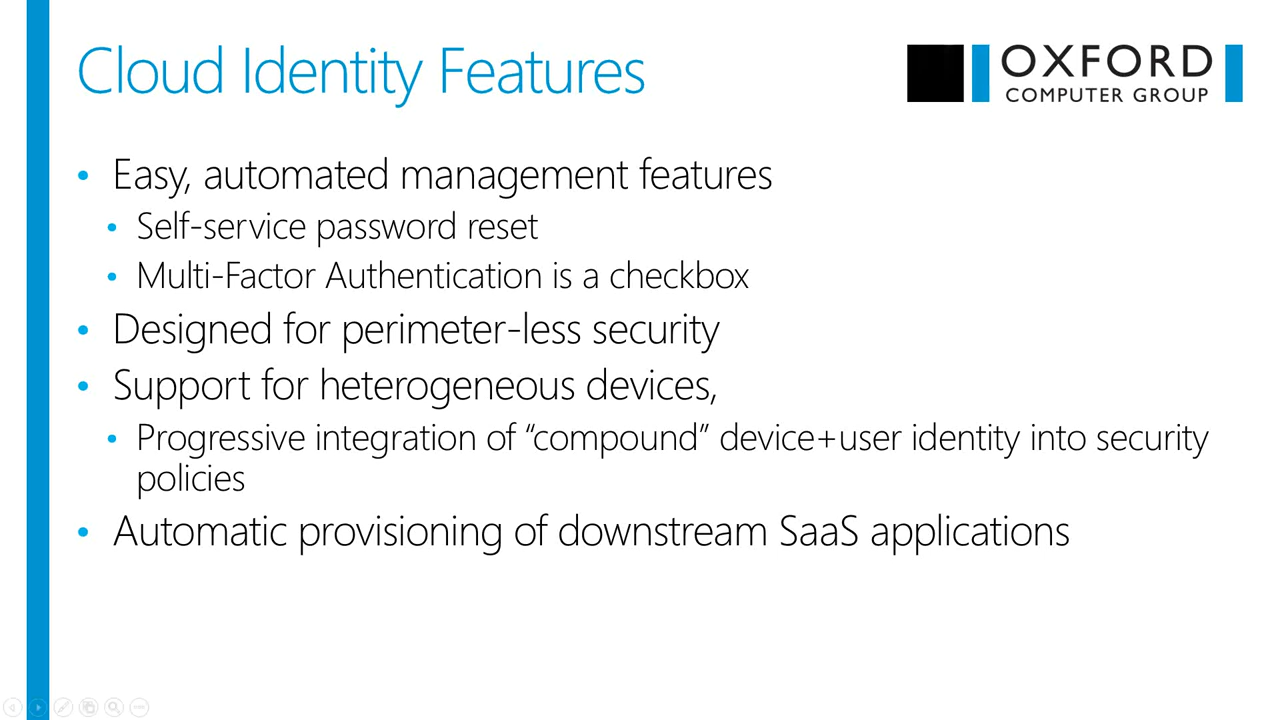 Cloud Identity Features
OXFORD
COMPUTER GROUP
• Easy, automated management features
• Self-service password reset
• Multi-Factor Authentication is a checkbox
• Designed for perimeter-less security
• Support for heterogeneous devices,
• Progressive integration of “compound” device+user identity into security
policies
• Automatic provisioning of downstream SaaS applications